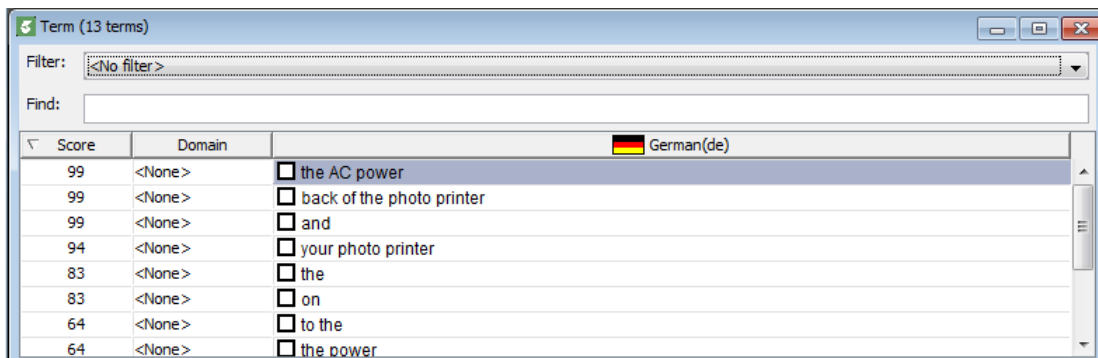 Term (13 terms)
Filter: <No filter>
Find:
Score Domain German(de)
99 <None> the AC power
99 <None> back of the photo printer
99 <None> and
94 <None> your photo printer
83 <None> the
83 <None> on
64 <None> to the
64 <None> the power